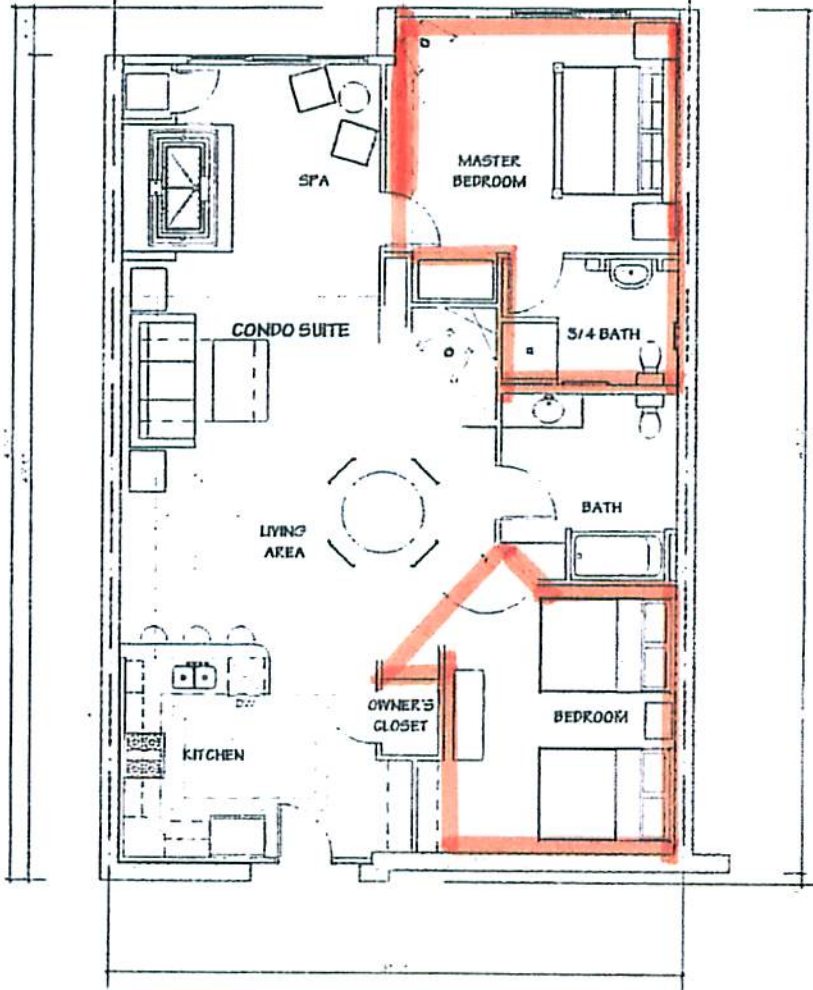 MASTER
BEDROOM
SPA
CONDO SUITE
3/4 BATH
LIVING
AREA
BATH
OWNER'S
CLOSET
BEDROOM
DW
KITCHEN